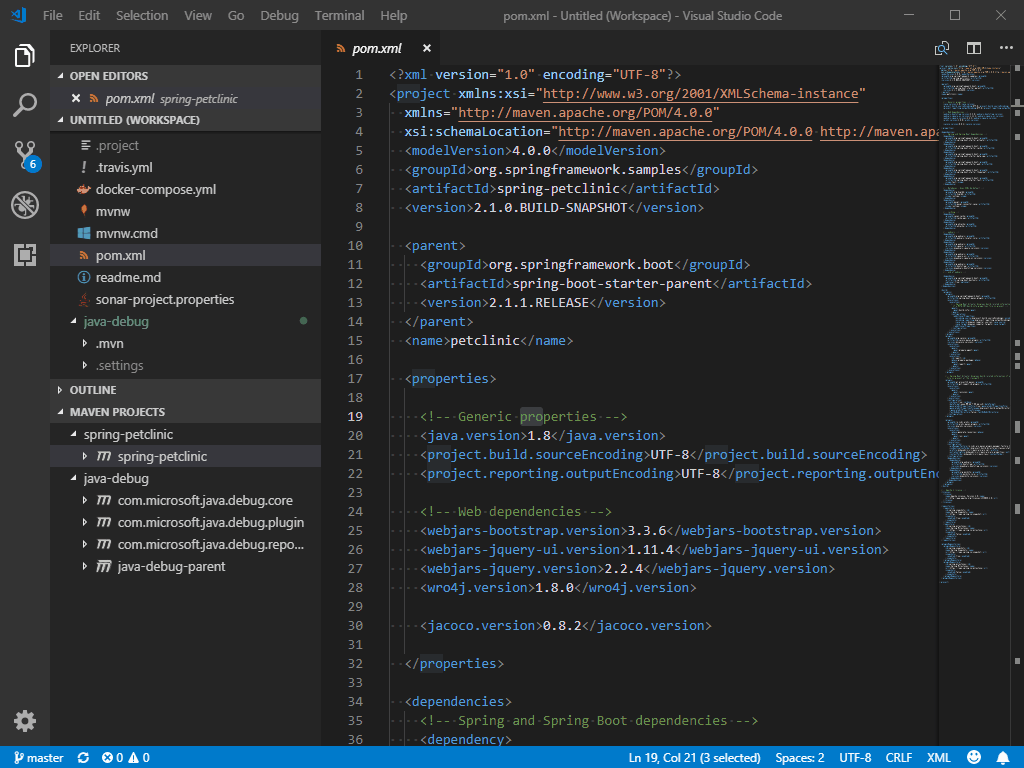 File Edit Selection View Go Debug Terminal Help pom.xml - Untitled (Workspace) - Visual Studio Code
EXPLORER
OPEN EDITORS
pom.xml spring-petclinic
UNTITLED (WORKSPACE)
.project
.travis.yml
docker-compose.yml
mvnw
mvnw.cmd
pom.xml
readme.md
sonar-project.properties
java-debug
.mvn
.settings
OUTLINE
MAVEN PROJECTS
spring-petclinic
spring-petclinic
java-debug
com.microsoft.java.debug.core
com.microsoft.java.debug.plugin
com.microsoft.java.debug.repo...
java-debug-parent
6
pom.xml
1 <?xml version="1.0" encoding="UTF-8"?>
2 <project xmlns:xsi="http://www.w3.org/2001/XMLSchema-instance"
3 xmlns="http://maven.apache.org/POM/4.0.0"
4 xsi:schemaLocation="http://maven.apache.org/POM/4.0.0 http://maven.apa
5 <modelVersion>4.0.0</modelVersion>
6 <groupId>org.springframework.samples</groupId>
7 <artifactId>spring-petclinic</artifactId>
8 <version>2.1.0.BUILD-SNAPSHOT</version>
9
10 <parent>
11 <groupId>org.springframework.boot</groupId>
12 <artifactId>spring-boot-starter-parent</artifactId>
13 <version>2.1.1.RELEASE</version>
14 </parent>
15 <name>petclinic</name>
16
17 <properties>
18
19 <!-- Generic properties -->
20 <java.version>1.8</java.version>
21 <project.build.sourceEncoding>UTF-8</project.build.sourceEncoding>
22 <project.reporting.outputEncoding>UTF-8</project.reporting.outputEnc
23
24 <!-- Web dependencies -->
25 <webjars-bootstrap.version>3.3.6</webjars-bootstrap.version>
26 <webjars-jquery-ui.version>1.11.4</webjars-jquery-ui.version>
27 <webjars-jquery.version>2.2.4</webjars-jquery.version>
28 <wro4j.version>1.8.0</wro4j.version>
29
30 <jacoco.version>0.8.2</jacoco.version>
31
32 </properties>
33
34 <dependencies>
35 <!-- Spring and Spring Boot dependencies -->
36 <dependency>
master 0 0 Ln 19, Col 21 (3 selected) Spaces: 2 UTF-8 CRLF XML